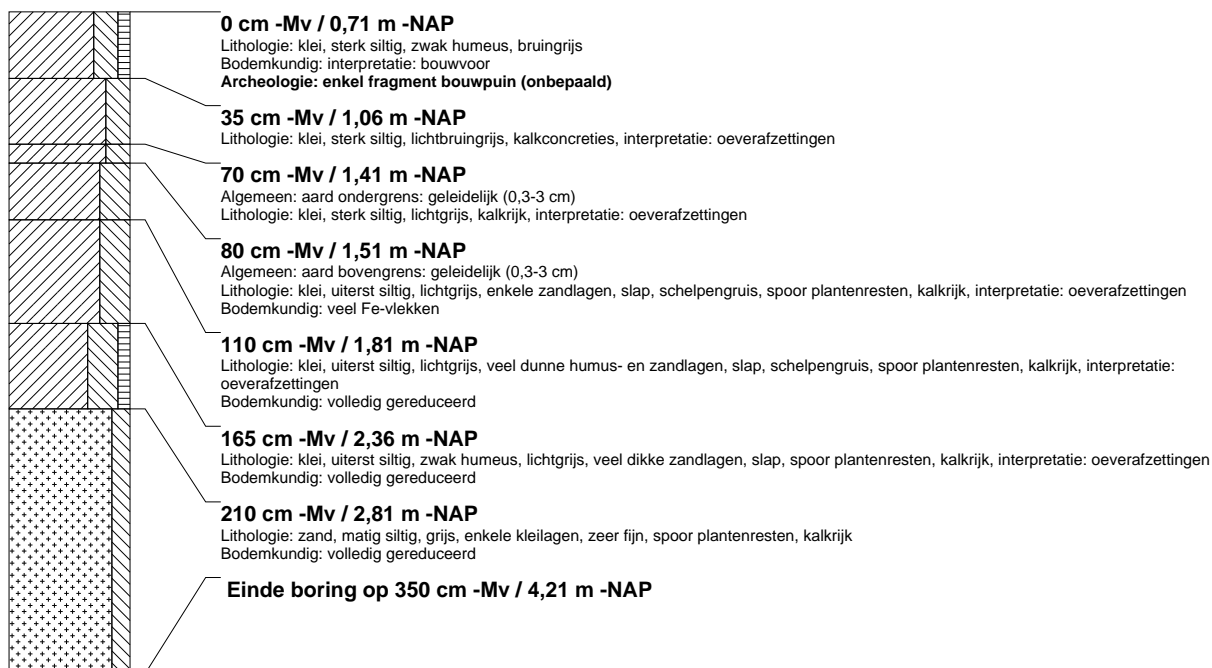 0 cm -Mv / 0,71 m -NAP
Lithologie: klei, sterk siltig, zwak humeus, bruingrijs
Bodemkundig: interpretatie: bouwvoor
Archeologie: enkel fragment bouwpuin (onbepaald)
35 cm -Mv / 1,06 m -NAP
Lithologie: klei, sterk siltig, lichtbruingrijs, kalkconcreties, interpretatie: oeverafzettingen
70 cm -Mv / 1,41 m -NAP
Algemeen: aard ondergrens: geleidelijk (0,3-3 cm)
Lithologie: klei, sterk siltig, lichtgrijs, kalkrijk, interpretatie: oeverafzettingen
80 cm -Mv / 1,51 m -NAP
Algemeen: aard bovengrens: geleidelijk (0,3-3 cm)
Lithologie: klei, uiterst siltig, lichtgrijs, enkele zandlagen, slap, schelpengruis, spoor plantenresten, kalkrijk, interpretatie: oeverafzettingen
Bodemkundig: veel Fe-vlekken
110 cm -Mv / 1,81 m -NAP
Lithologie: klei, uiterst siltig, lichtgrijs, veel dunne humus- en zandlagen, slap, schelpengruis, spoor plantenresten, kalkrijk, interpretatie:
oeverafzettingen
Bodemkundig: volledig gereduceerd
165 cm -Mv / 2,36 m -NAP
Lithologie: klei, uiterst siltig, zwak humeus, lichtgrijs, veel dikke zandlagen, slap, spoor plantenresten, kalkrijk, interpretatie: oeverafzettingen
Bodemkundig: volledig gereduceerd
210 cm -Mv / 2,81 m -NAP
Lithologie: zand, matig siltig, grijs, enkele kleilagen, zeer fijn, spoor plantenresten, kalkrijk
Bodemkundig: volledig gereduceerd
Einde boring op 350 cm -Mv / 4,21 m -NAP